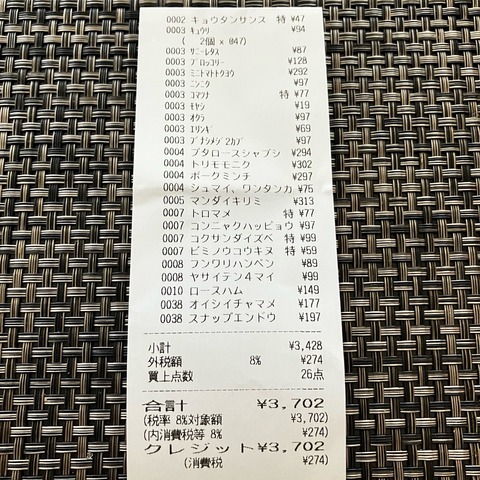 0002 キョウタンサンス 特 ¥47
0003 キュウリ ¥94
( 2個 × @47)
0003 サニーレタス ¥87
0003 ブロッコリー ¥128
0003 ミニトマトトクヨウ ¥292
0003 ニンニク ¥97
0003 コマツナ 特 ¥77
0003 モヤシ ¥19
0003 オクラ ¥97
0003 エリンギ ¥69
0003 ブナシメジ2カブ ¥97
0004 ブタロースシャブシ ¥294
0004 トリモモニク ¥302
0004 ポークミンチ ¥297
0004 シュマイ、ワンタンカ ¥75
0005 マンダイキリミ ¥313
0007 トロマメ 特 ¥77
0007 コンニャクハッピョウ ¥97
0007 コクサンダイズベ 特 ¥99
0007 ビミノウコウキヌ 特 ¥59
0008 フンワリハンペン ¥89
0008 ヤサイテン4マイ ¥99
0010 ロースハム ¥149
0038 オイシイチャマメ ¥177
0038 スナップエンドウ ¥197
小計 ¥3,428
外税額 8% ¥274
買上点数 26点
合計 ¥3,702
(税率 8%対象額 ¥3,702)
(内消費税等 8% ¥274)
クレジット ¥3,702
(消費税 ¥274)